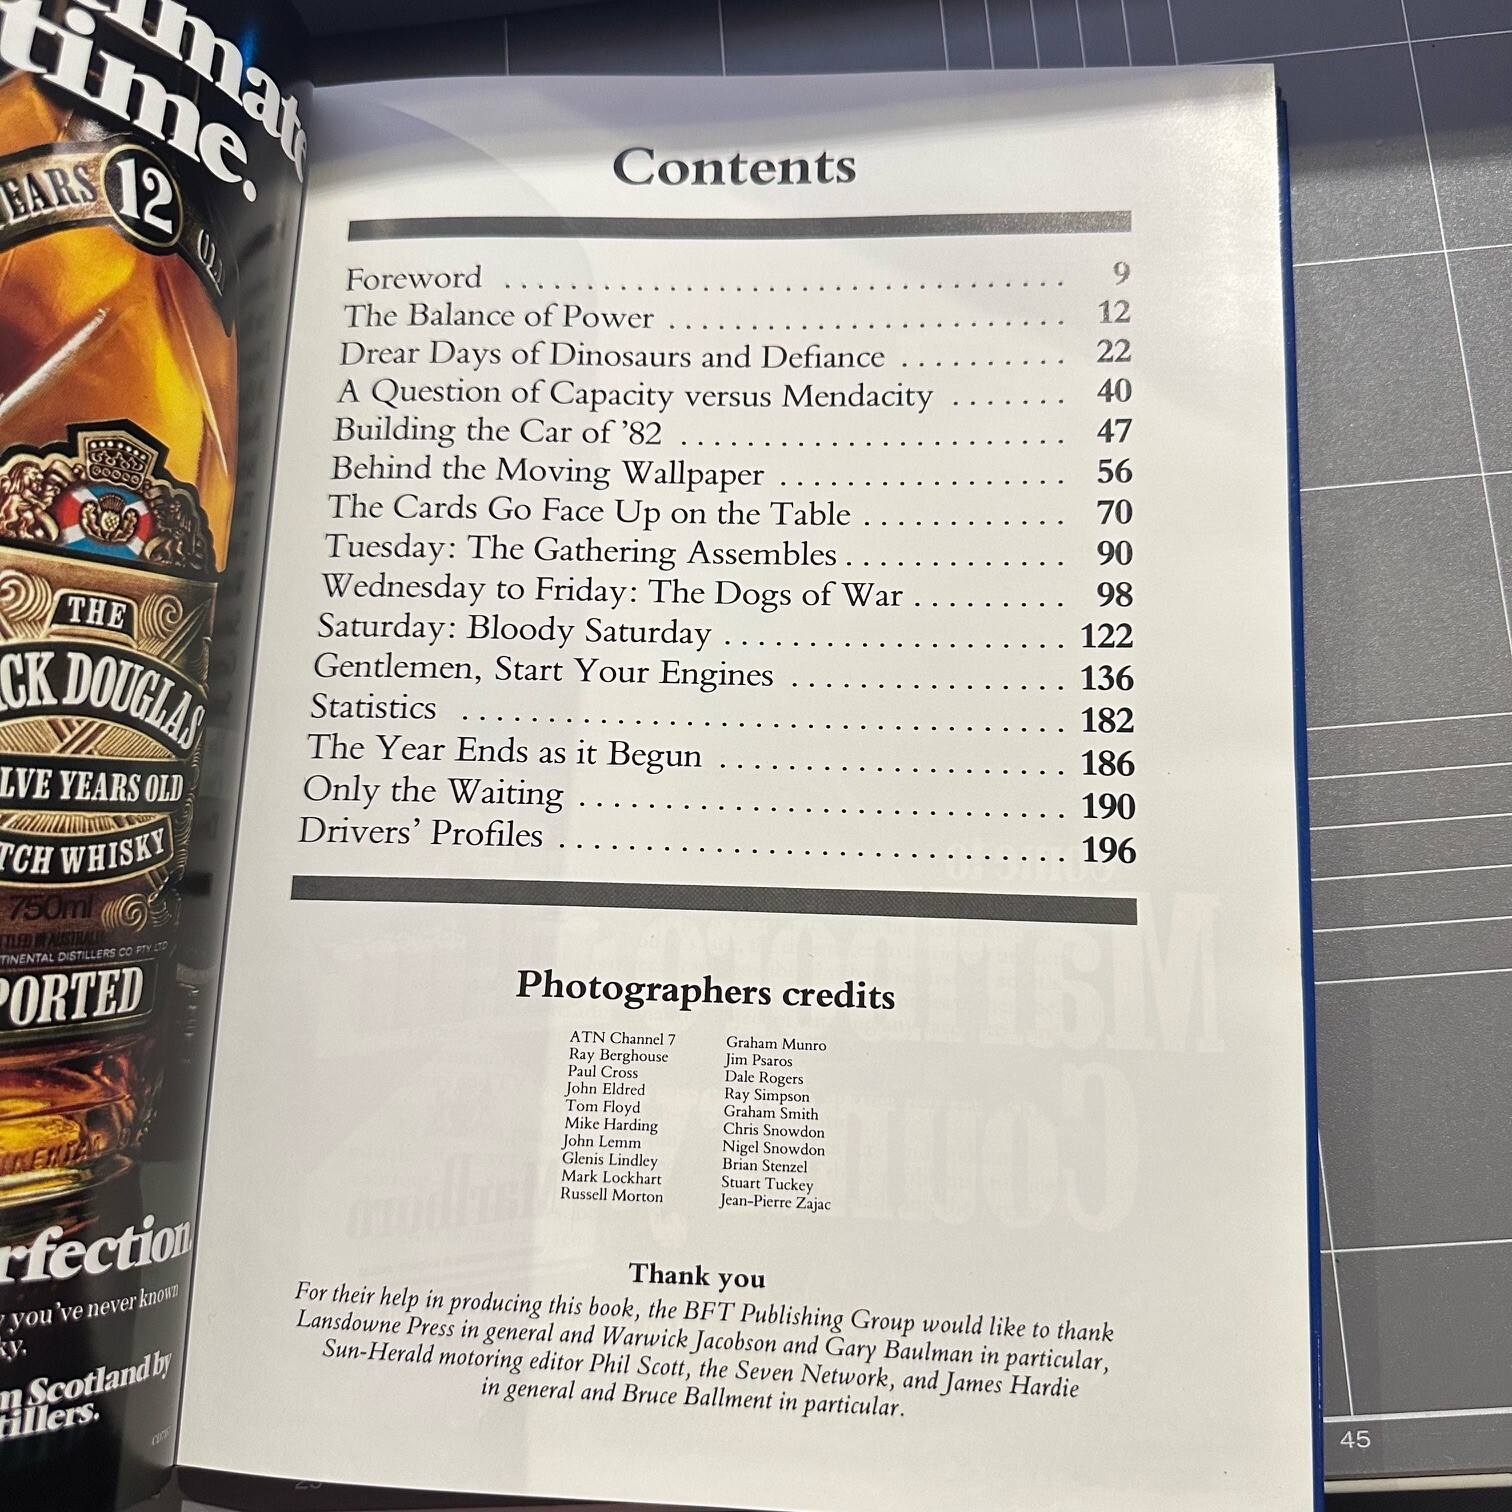 time.
EARS 12
THE
CK DOUGLAS
LVE YEARS OLD
TCH WHISKY
750ml
TINENTAL DISTILLERS CO PTY LTD
PORTED
rfection
you've never known
ky.
m Scotland by
tillers.
Contents
Foreword . . . . . . . . . . . . . . . . . . . . . . . . . . . . . . . . . . . 9
The Balance of Power . . . . . . . . . . . . . . . . . . . . . . . . . 12
Drear Days of Dinosaurs and Defiance . . . . . . . . . . 22
A Question of Capacity versus Mendacity . . . . . . . 40
Building the Car of '82 . . . . . . . . . . . . . . . . . . . . . . . . 47
Behind the Moving Wallpaper . . . . . . . . . . . . . . . . . 56
The Cards Go Face Up on the Table . . . . . . . . . . . . 70
Tuesday: The Gathering Assembles . . . . . . . . . . . . . 90
Wednesday to Friday: The Dogs of War . . . . . . . . . 98
Saturday: Bloody Saturday . . . . . . . . . . . . . . . . . . . . 122
Gentlemen, Start Your Engines . . . . . . . . . . . . . . . . 136
Statistics . . . . . . . . . . . . . . . . . . . . . . . . . . . . . . . . . . 182
The Year Ends as it Begun . . . . . . . . . . . . . . . . . . . . 186
Only the Waiting . . . . . . . . . . . . . . . . . . . . . . . . . . . . 190
Drivers' Profiles . . . . . . . . . . . . . . . . . . . . . . . . . . . . . 196
Photographers credits
ATN Channel 7
Ray Berghouse
Paul Cross
John Eldred
Tom Floyd
Mike Harding
John Lemm
Glenis Lindley
Mark Lockhart
Russell Morton
Graham Munro
Jim Psaros
Dale Rogers
Ray Simpson
Graham Smith
Chris Snowdon
Nigel Snowdon
Brian Stenzel
Stuart Tuckey
Jean-Pierre Zajac
Thank you
For their help in producing this book, the BFT Publishing Group would like to thank
Lansdowne Press in general and Warwick Jacobson and Gary Baulman in particular,
Sun-Herald motoring editor Phil Scott, the Seven Network, and James Hardie
in general and Bruce Ballment in particular.
45